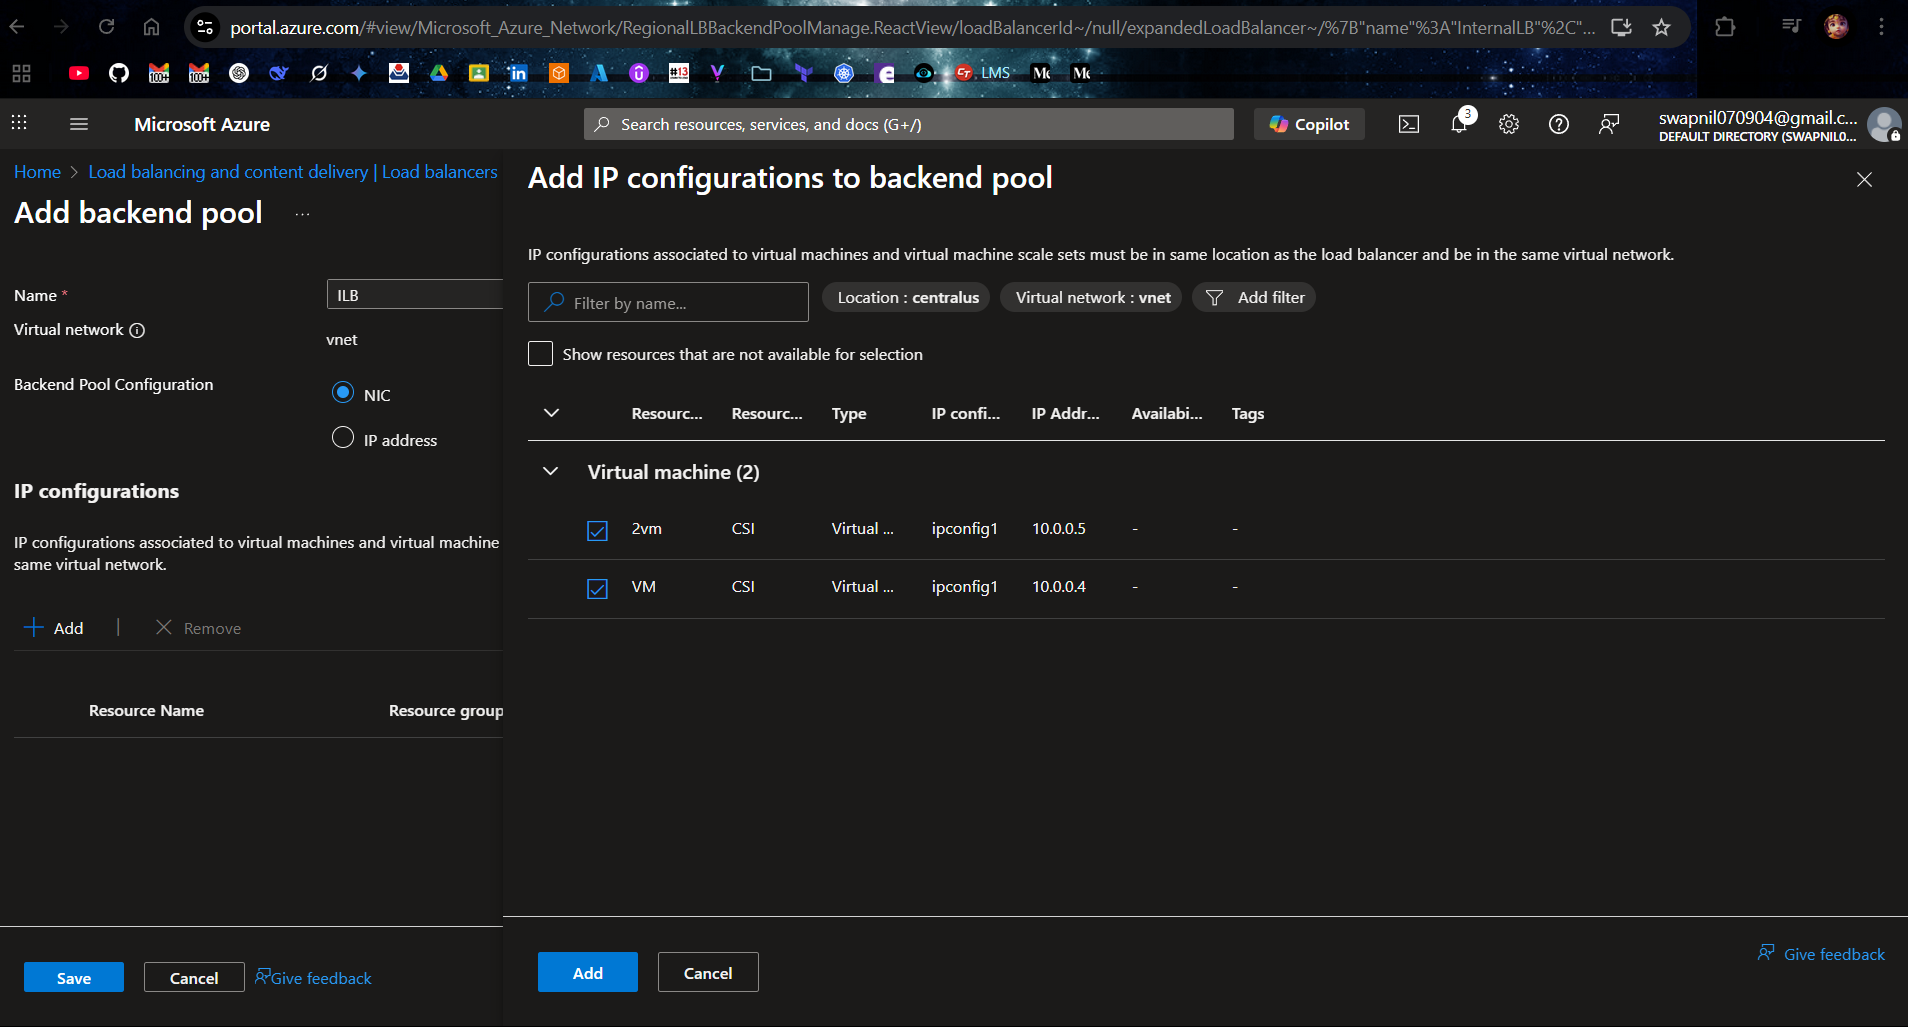 portal.azure.com/#view/Microsoft_Azure_Network/RegionalLBBackendPoolManage.ReactView/loadBalancerId~/null/expandedLoadBalancer~/%7B"name"%3A"InternalLB"%2C"...
100+
100+
in
#13
CT LMS
Microsoft Azure
Search resources, services, and docs (G+/)
Copilot
3
swapnil070904@gmail.c...
DEFAULT DIRECTORY (SWAPNIL0...
Home > Load balancing and content delivery | Load balancers
Add backend pool ...
Name *
ILB
Virtual network
vnet
Backend Pool Configuration
NIC
IP address
IP configurations
IP configurations associated to virtual machines and virtual machine
same virtual network.
Add | Remove
Resource Name Resource group
Save Cancel Give feedback
Add IP configurations to backend pool
IP configurations associated to virtual machines and virtual machine scale sets must be in same location as the load balancer and be in the same virtual network.
Filter by name... Location : centralus Virtual network : vnet Add filter
Show resources that are not available for selection
Resourc... Resourc... Type IP confi... IP Addr... Availabi... Tags
Virtual machine (2)
2vm CSI Virtual ... ipconfig1 10.0.0.5 - -
VM CSI Virtual ... ipconfig1 10.0.0.4 - -
Add Cancel
Give feedback